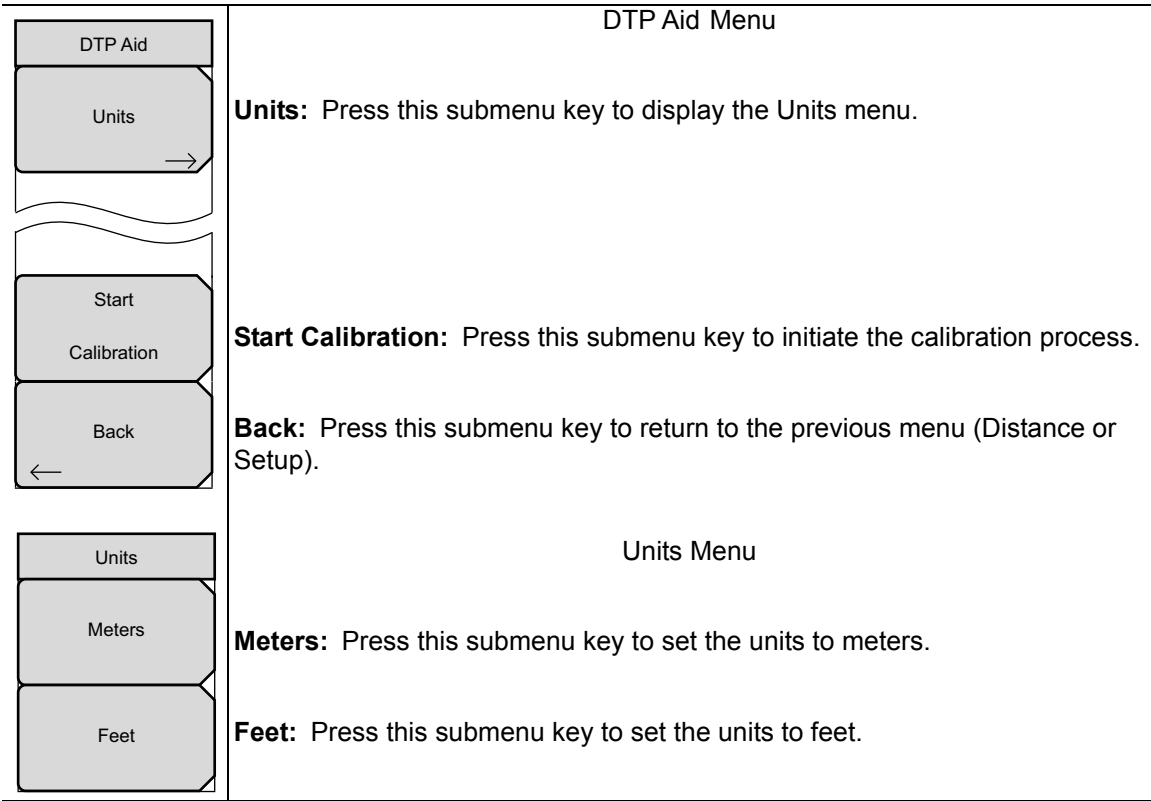 DTP Aid Menu
DTP Aid
Units
Units: Press this submenu key to display the Units menu.
Start
Calibration
Start Calibration: Press this submenu key to initiate the calibration process.
Back
Back: Press this submenu key to return to the previous menu (Distance or
Setup).
Units
Units Menu
Meters
Meters: Press this submenu key to set the units to meters.
Feet
Feet: Press this submenu key to set the units to feet.